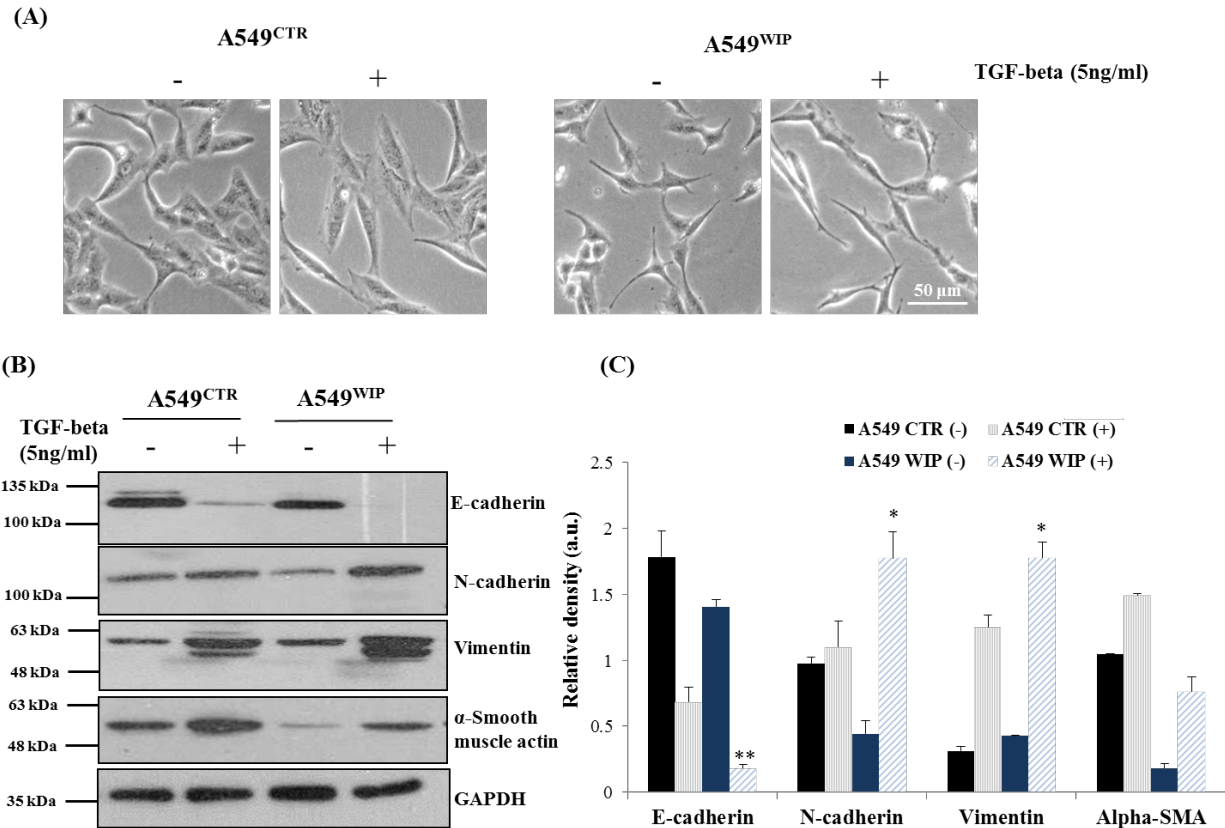 (A)
A549CTR
A549WIP
- + - + TGF-beta (5ng/ml)
50 µm
(B)
A549CTR A549WIP
TGF-beta
(5ng/ml)
- + - +
135 kDa
E-cadherin
100 kDa
N-cadherin
100 kDa
63 kDa
Vimentin
48 kDa
63 kDa
α-Smooth
muscle actin
48 kDa
GAPDH
35 kDa
(C)
A549 CTR (-) A549 CTR (+)
A549 WIP (-) A549 WIP (+)
Relative density (a.u.)
2.5
2
1.5
1
0.5
0
**
*
*
E-cadherin N-cadherin Vimentin Alpha-SMA